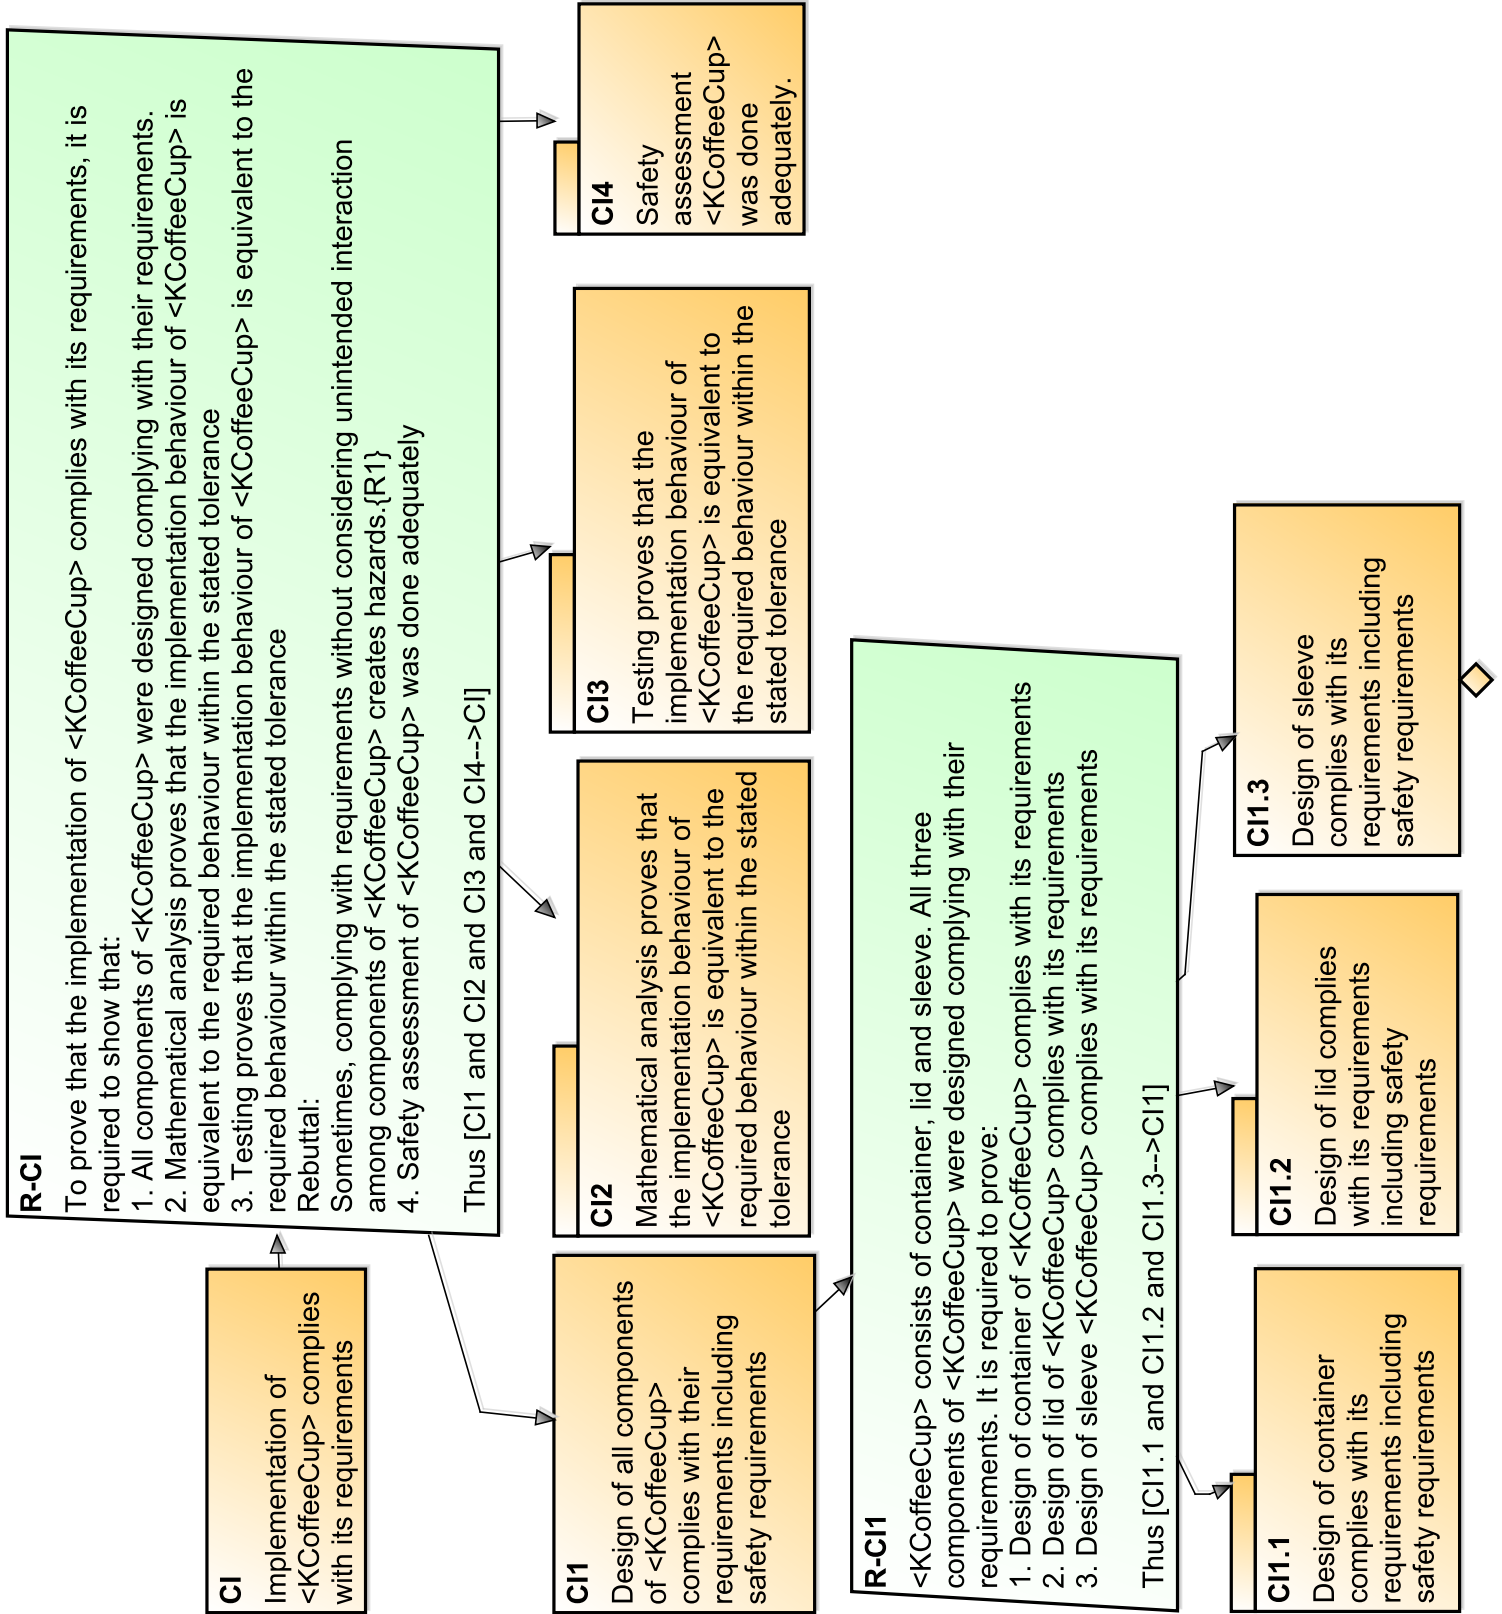 CI
Implementation of
<KCoffeeCup> complies
with its requirements
R-CI
To prove that the implementation of <KCoffeeCup> complies with its requirements, it is
required to show that:
1. All components of <KCoffeeCup> were designed complying with their requirements.
2. Mathematical analysis proves that the implementation behaviour of <KCoffeeCup> is
equivalent to the required behaviour within the stated tolerance
3. Testing proves that the implementation behaviour of <KCoffeeCup> is equivalent to the
required behaviour within the stated tolerance
Rebuttal:
Sometimes, complying with requirements without considering unintended interaction
among components of <KCoffeeCup> creates hazards.{R1}
4. Safety assessment of <KCoffeeCup> was done adequately
Thus [CI1 and CI2 and CI3 and CI4-->CI]
CI1
Design of all components
of <KCoffeeCup>
complies with their
requirements including
safety requirements
CI2
Mathematical analysis proves that
the implementation behaviour of
<KCoffeeCup> is equivalent to the
required behaviour within the stated
tolerance
CI3
Testing proves that the
implementation behaviour of
<KCoffeeCup> is equivalent to
the required behaviour within the
stated tolerance
CI4
Safety
assessment
<KCoffeeCup>
was done
adequately.
R-CI1
<KCoffeeCup> consists of container, lid and sleeve. All three
components of <KCoffeeCup> were designed complying with their
requirements. It is required to prove:
1. Design of container of <KCoffeeCup> complies with its requirements
2. Design of lid of <KCoffeeCup> complies with its requirements
3. Design of sleeve <KCoffeeCup> complies with its requirements
Thus [CI1.1 and CI1.2 and CI1.3-->CI1]
CI1.1
Design of container
complies with its
requirements including
safety requirements
CI1.2
Design of lid complies
with its requirements
including safety
requirements
CI1.3
Design of sleeve
complies with its
requirements including
safety requirements